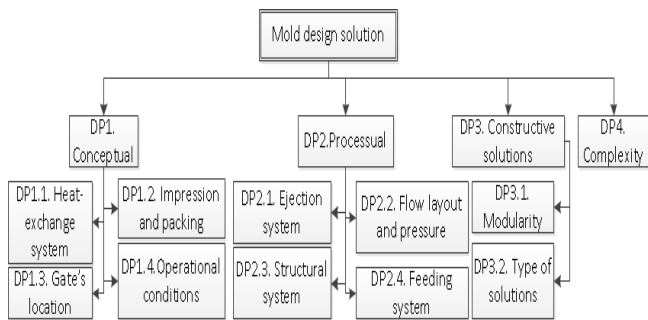 Mold design solution
DP1.
Conceptual
DP2.Processual
DP3. Constructive
solutions
DP4.
Complexity
DP1.1. Heat-
exchange
system
DP1.2. Impression
and packing
DP1.3. Gate's
location
DP1.4.Operational
conditions
DP2.1. Ejection
system
DP2.2. Flow layout
and pressure
DP2.3. Structural
system
DP2.4. Feeding
system
DP3.1.
Modularity
DP3.2. Type of
solutions